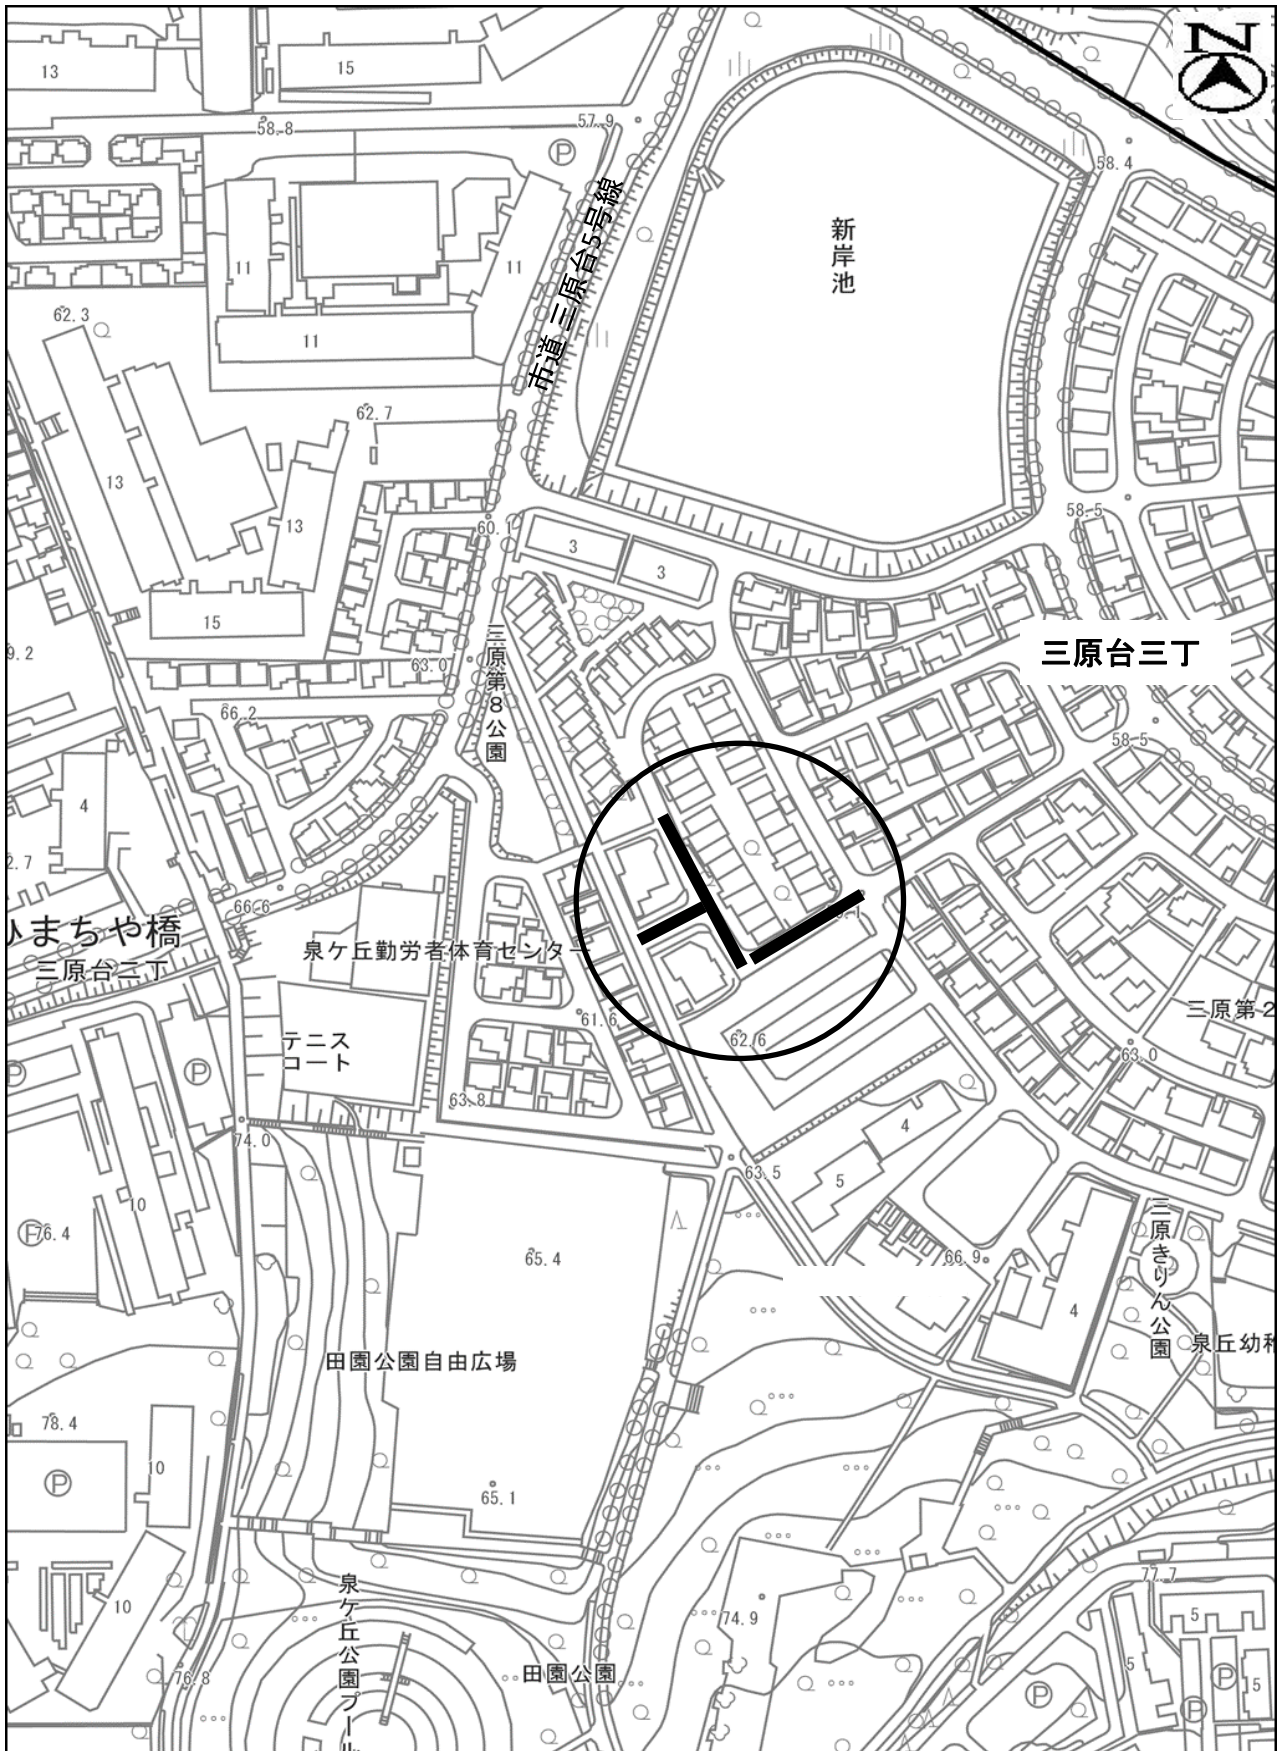 N
13
15
58.8
57.9
P
58.4
新岸池
市道 三原台5号線
11
11
11
62.3
62.7
13
13
60.1
58.5
3
3
15
三原第8公園
9.2
63.0
三原台三丁
66.2
58.5
4
2.7
66.6
ひまちや橋
三原台二丁
泉ケ丘勤労者体育センター
61.6
三原第2
テニス
コート
62.6
63.0
P
P
63.8
4
74.0
63.5
5
10
三原きりん公園
P
76.4
65.4
66.9
4
泉丘幼稚
田園公園自由広場
78.4
P
10
65.1
77.7
泉ケ丘公園プール
10
74.9
5
76.8
田園公園
5
P
P
5
P